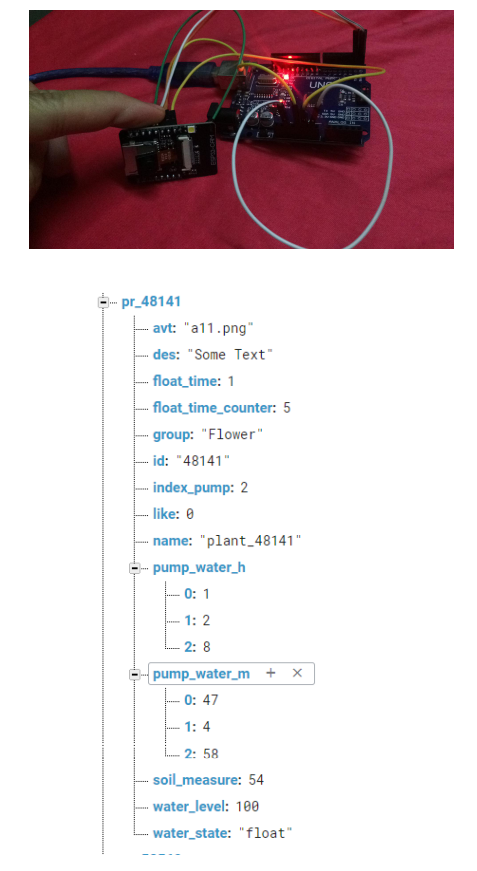 UNO
pr_48141
avt: "a11.png"
des: "Some Text"
float_time: 1
float_time_counter: 5
group: "Flower"
id: "48141"
index_pump: 2
like: 0
name: "plant_48141"
pump_water_h
0: 1
1: 2
2: 8
pump_water_m + ×
0: 47
1: 4
2: 58
soil_measure: 54
water_level: 100
water_state: "float"